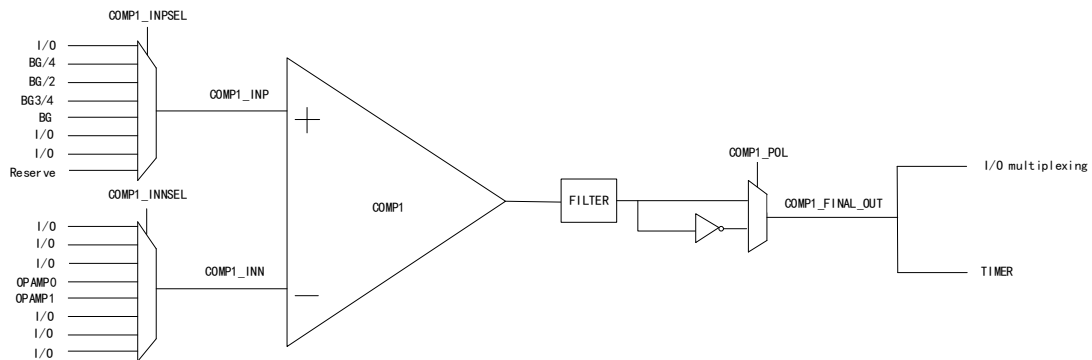 COMP1_INPSEL
I/O
BG/4
BG/2
BG3/4
BG
I/O
I/O
Reserve
COMP1_INP
COMP1_INNSEL
I/O
I/O
I/O
OPAMP0
OPAMP1
I/O
I/O
I/O
COMP1_INN
COMP1
FILTER
COMP1_POL
COMP1_FINAL_OUT
I/O multiplexing
TIMER